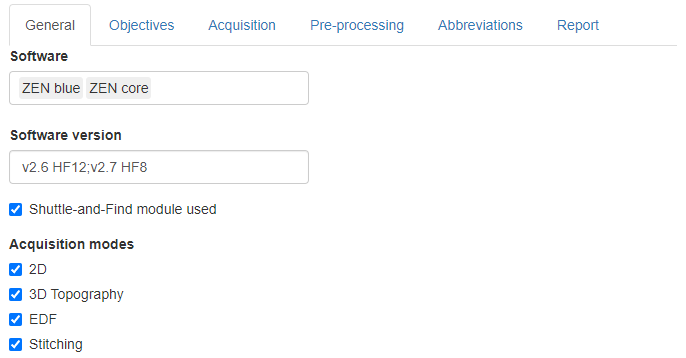 General Objectives Acquisition Pre-processing Abbreviations Report
Software
ZEN blue ZEN core
Software version
v2.6 HF12;v2.7 HF8
Shuttle-and-Find module used
Acquisition modes
2D
3D Topography
EDF
Stitching